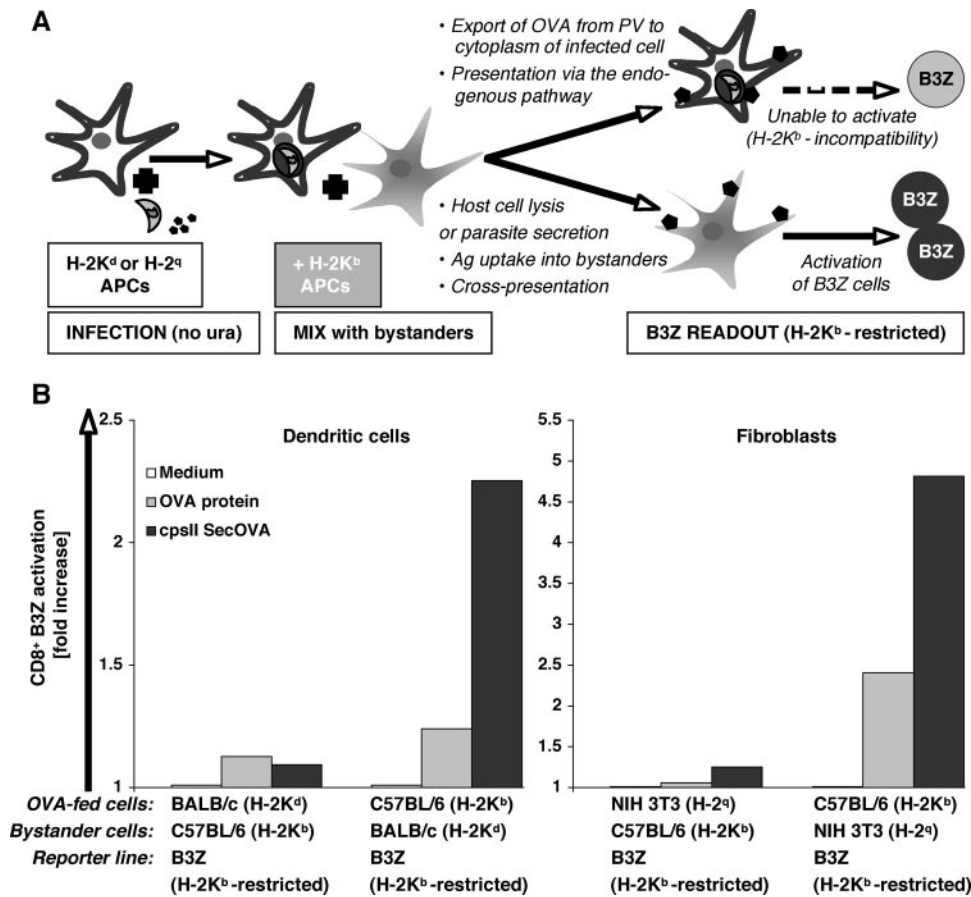 A
• Export of OVA from PV to
cytoplasm of infected cell
• Presentation via the endo-
genous pathway
B3Z
Unable to activate
(H-2Kᵇ - incompatibility)
• Host cell lysis
or parasite secretion
• Ag uptake into bystanders
• Cross-presentation
B3Z
B3Z
Activation
of B3Z cells
H-2Kᵈ or H-2q
APCs
+ H-2Kᵇ
APCs
INFECTION (no ura)
MIX with bystanders
B3Z READOUT (H-2Kᵇ- restricted)
B
CD8⁺ B3Z activation
[fold increase]
2.5
2
1.5
1
Dendritic cells
Medium
OVA protein
cpsII SecOVA
5.5
5
4.5
4
3.5
3
2.5
2
1.5
1
Fibroblasts
OVA-fed cells: BALB/c (H-2Kᵈ) C57BL/6 (H-2Kᵇ) NIH 3T3 (H-2q) C57BL/6 (H-2Kᵇ)
Bystander cells: C57BL/6 (H-2Kᵇ) BALB/c (H-2Kᵈ) C57BL/6 (H-2Kᵇ) NIH 3T3 (H-2q)
Reporter line: B3Z B3Z B3Z B3Z
(H-2Kᵇ -restricted) (H-2Kᵇ -restricted) (H-2Kᵇ -restricted) (H-2Kᵇ -restricted)